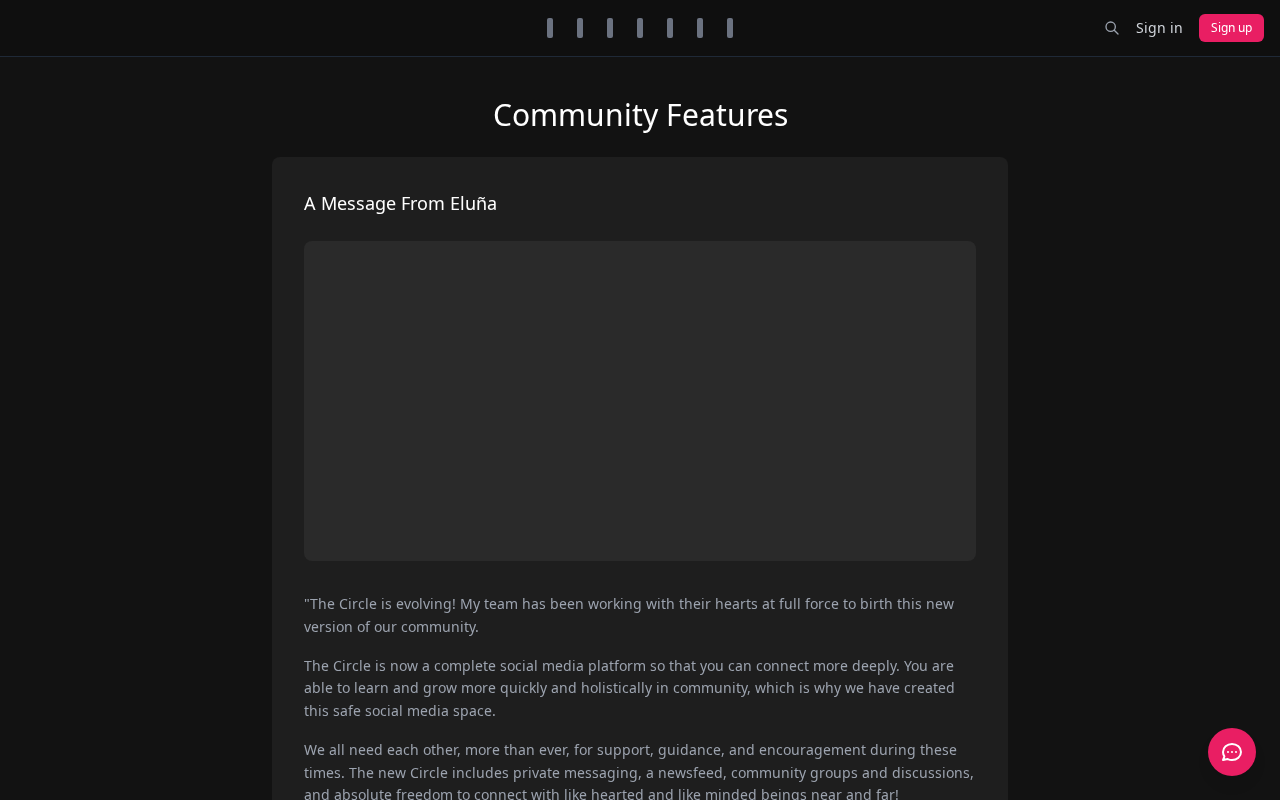 Sign in
Sign up
Community Features
A Message From Eluña
"The Circle is evolving! My team has been working with their hearts at full force to birth this new
version of our community.
The Circle is now a complete social media platform so that you can connect more deeply. You are
able to learn and grow more quickly and holistically in community, which is why we have created
this safe social media space.
We all need each other, more than ever, for support, guidance, and encouragement during these
times. The new Circle includes private messaging, a newsfeed, community groups and discussions,
and absolute freedom to connect with like hearted and like minded beings near and far!